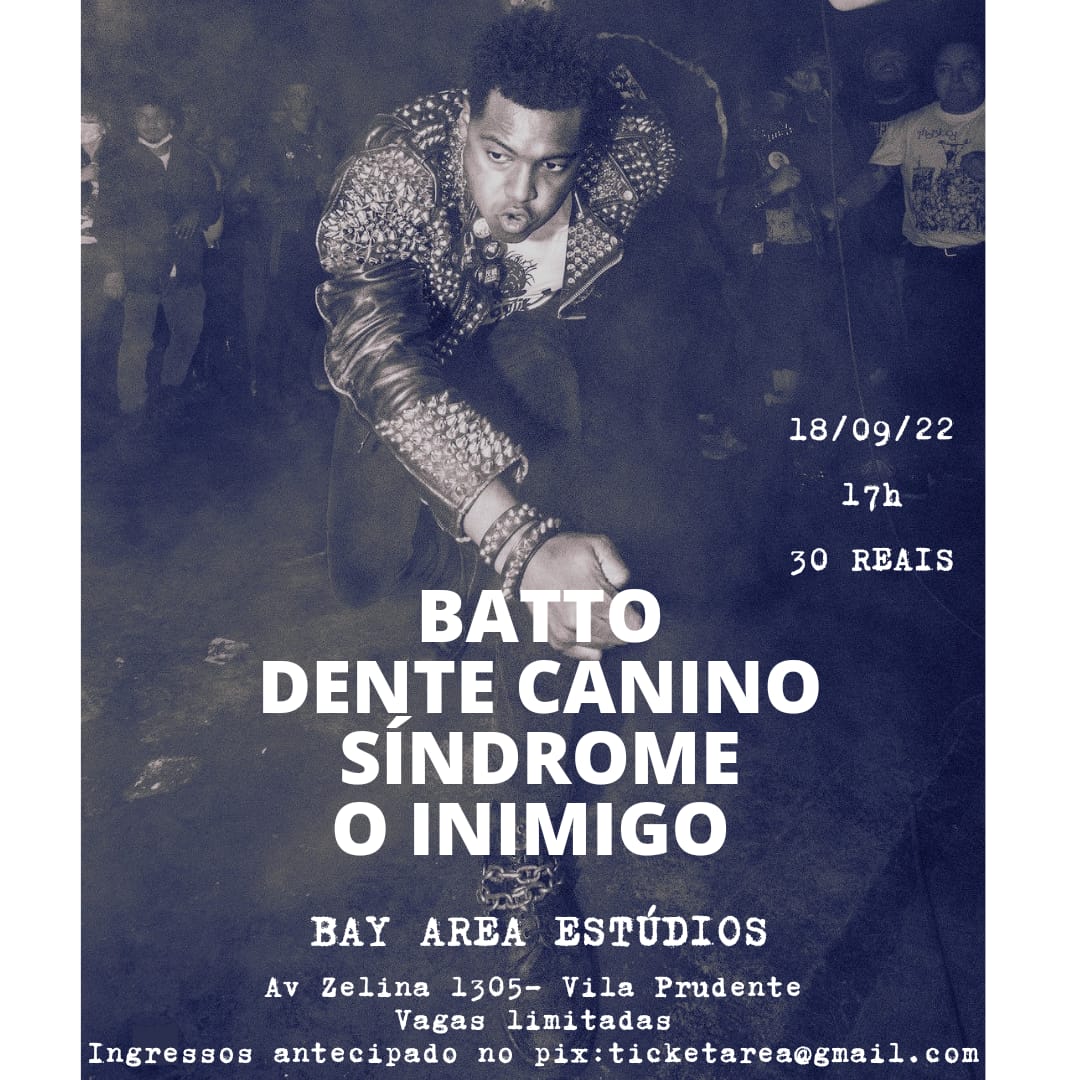 18/09/22
17h
30 REAIS
BATTO
DENTE CANINO
SÍNDROME
O INIMIGO
BAY AREA ESTÚDIOS
Av Zelina 1305- Vila Prudente
Vagas limitadas
Ingressos antecipado no pix:ticketarea@gmail.com